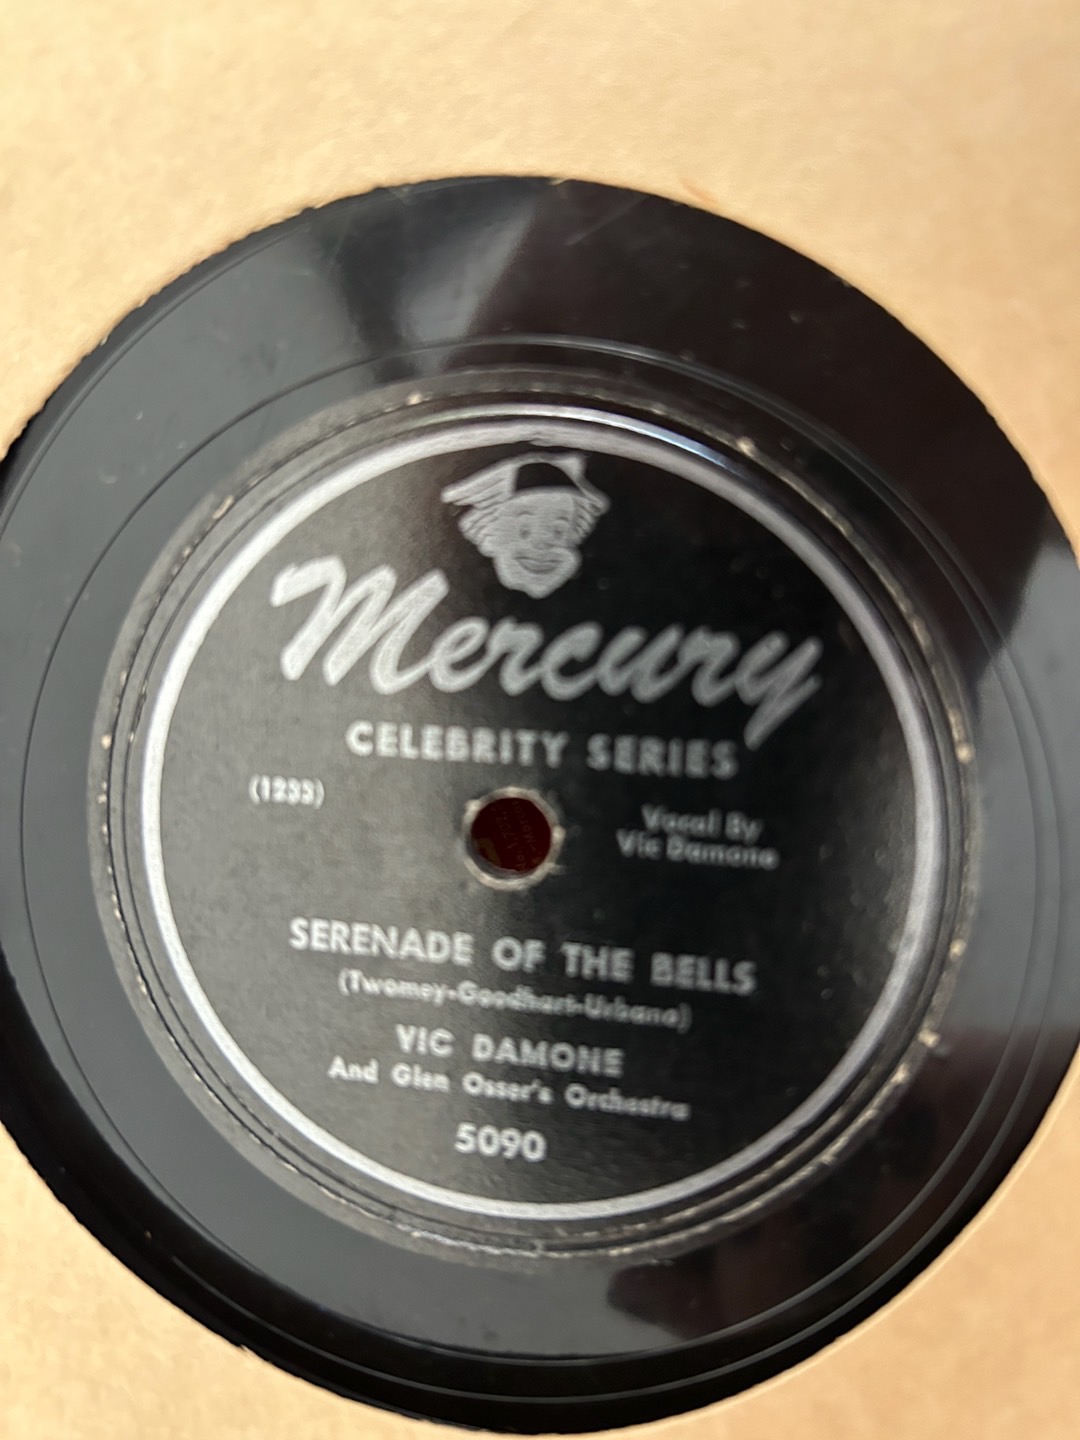 Mercury
CELEBRITY SERIES
(1233)
Vocal By
Vic Damone
SERENADE OF THE BELLS
(Twomey-Goodhart-Urbano)
VIC DAMONE
And Glen Osser's Orchestra
5090